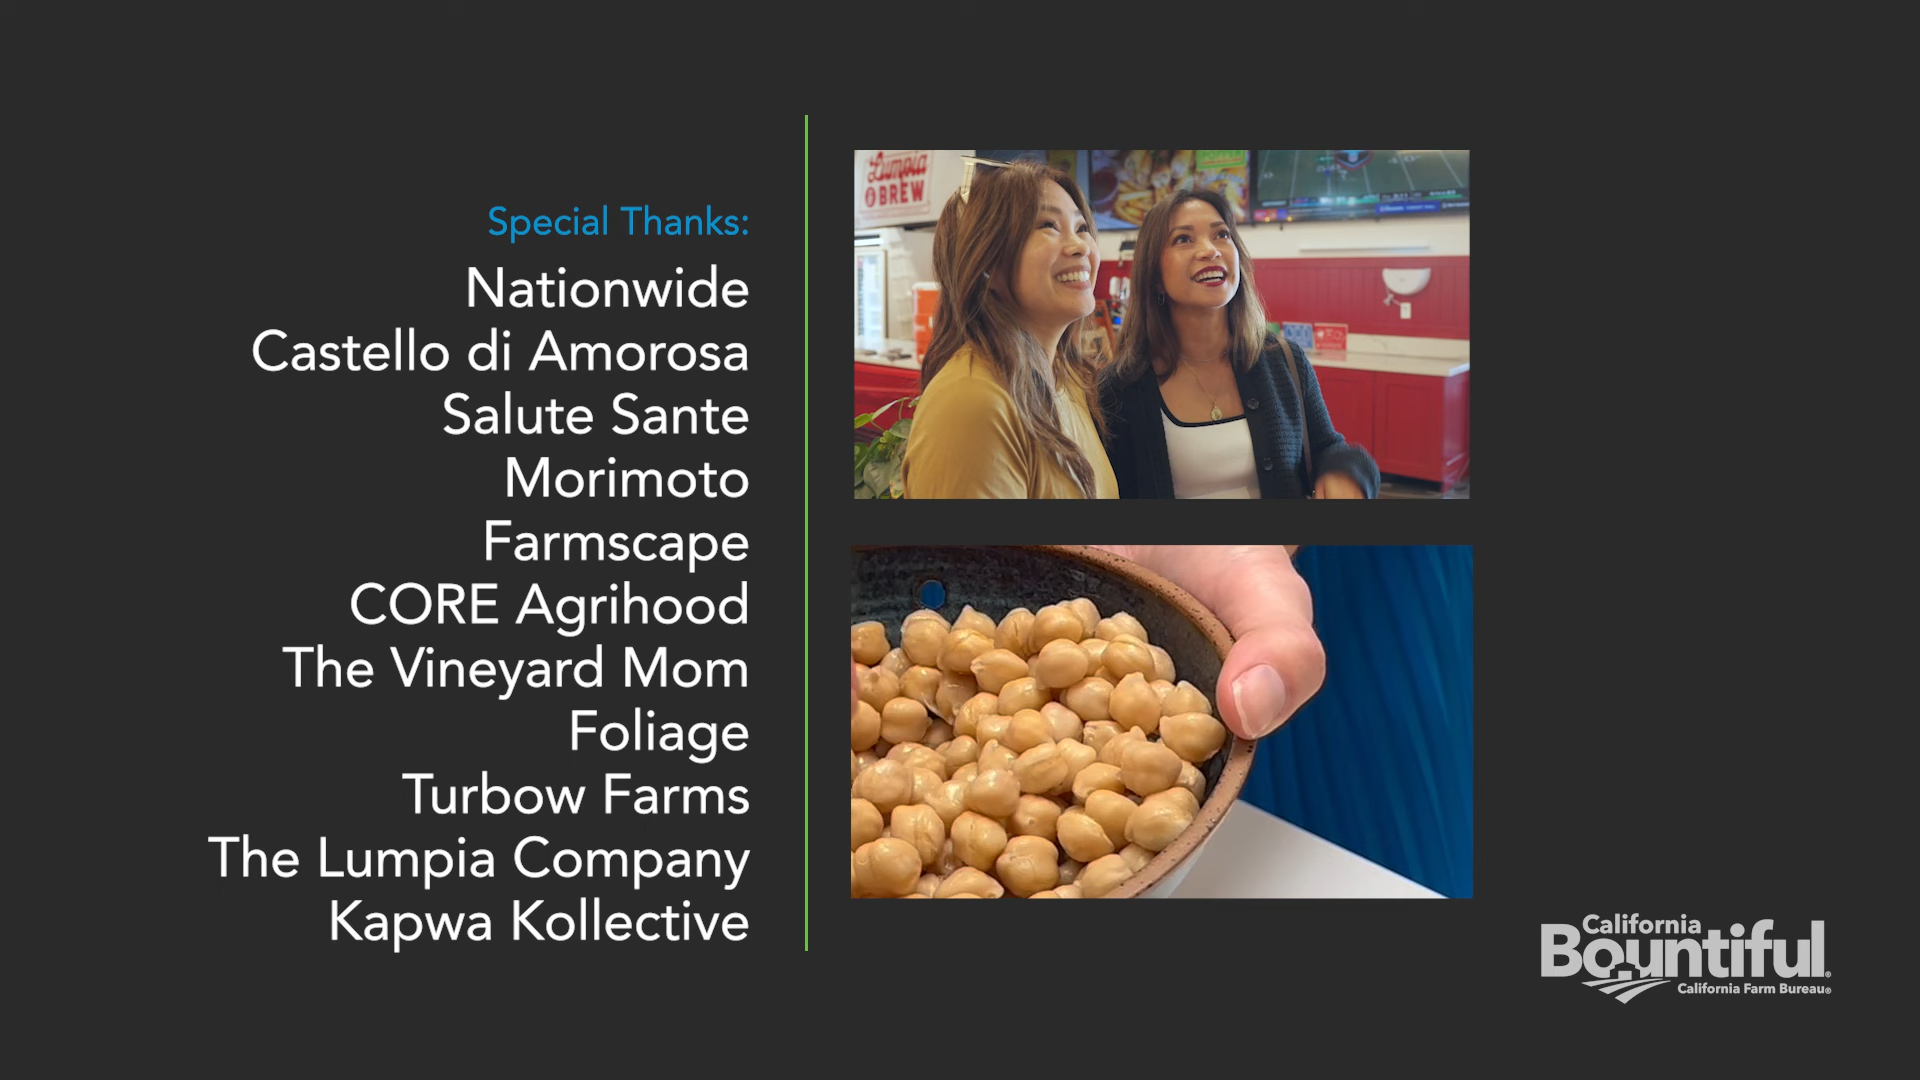 Special Thanks:
Nationwide
Castello di Amorosa
Salute Sante
Morimoto
Farmscape
CORE Agrihood
The Vineyard Mom
Foliage
Turbow Farms
The Lumpia Company
Kapwa Kollective
Lumpia
& BREW
California
Bountiful®
California Farm Bureau®